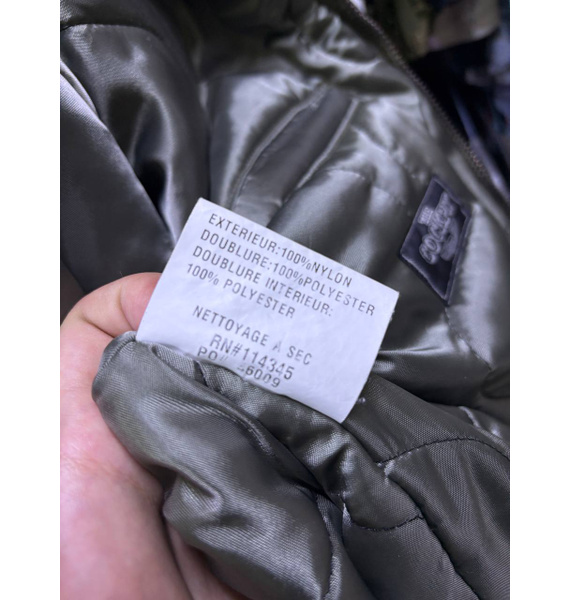 EXTERIEUR:100%NYLON
DOUBLURE:100%POLYESTER
DOUBLURE INTERIEUR:
100% POLYESTER
NETTOYAGE A SEC
RN#114345